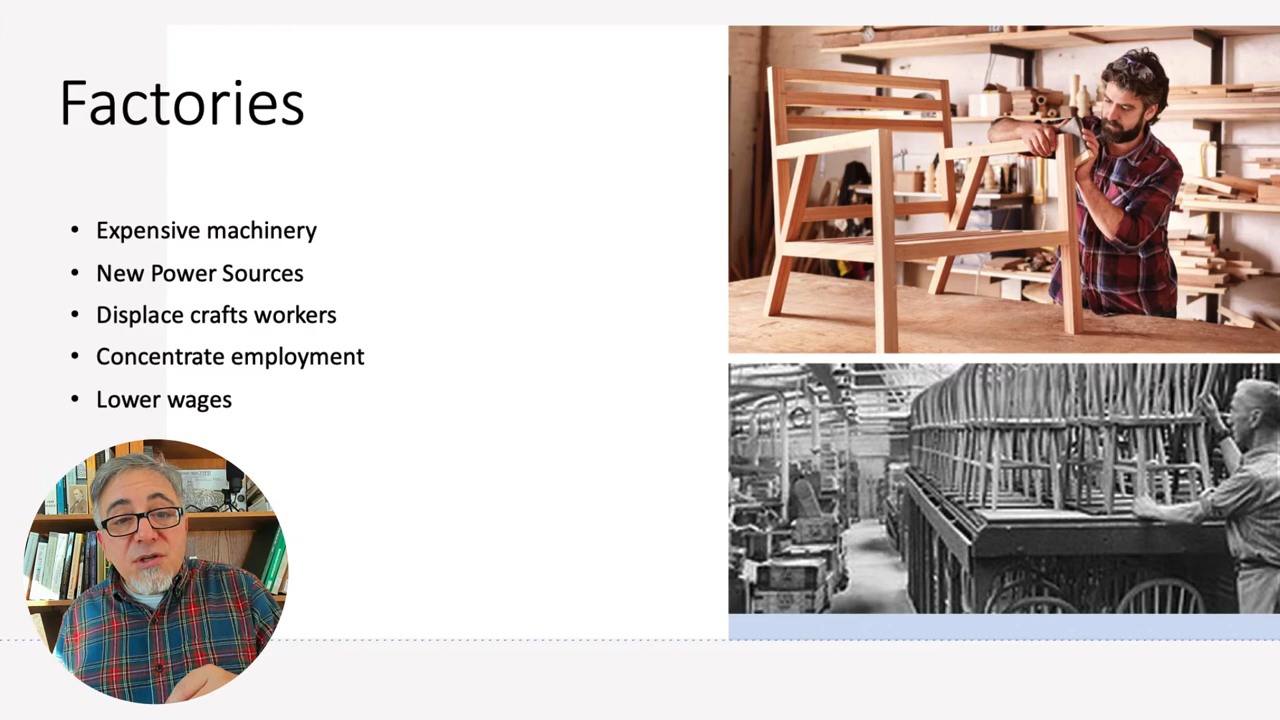 Factories
• Expensive machinery
• New Power Sources
• Displace crafts workers
• Concentrate employment
• Lower wages